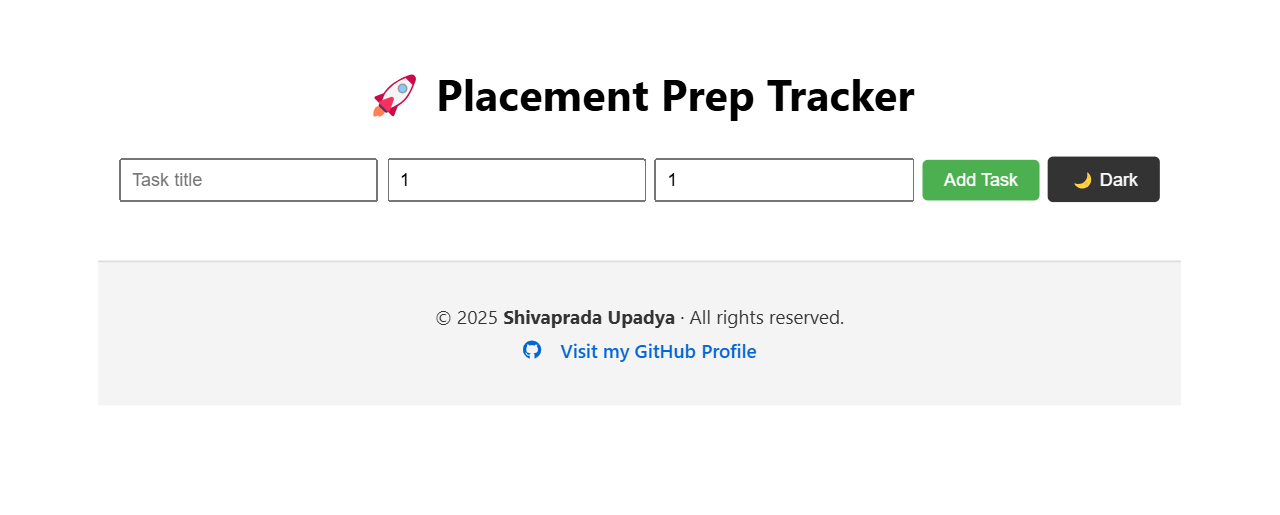 🚀 Placement Prep Tracker
Task title 1 1 Add Task 🌙 Dark
© 2025 Shivaprada Upadya · All rights reserved.
Visit my GitHub Profile